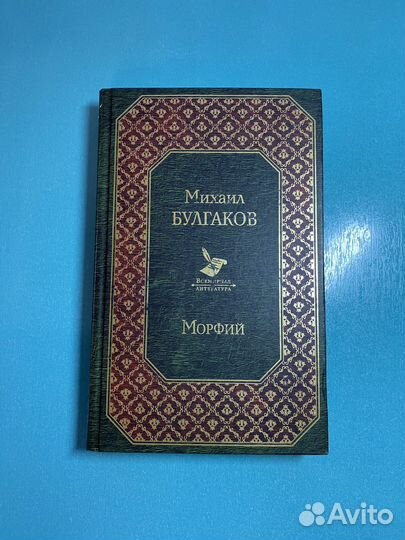 Михаил
БУЛГАКОВ
Всемирная
литература
Морфий
Avito